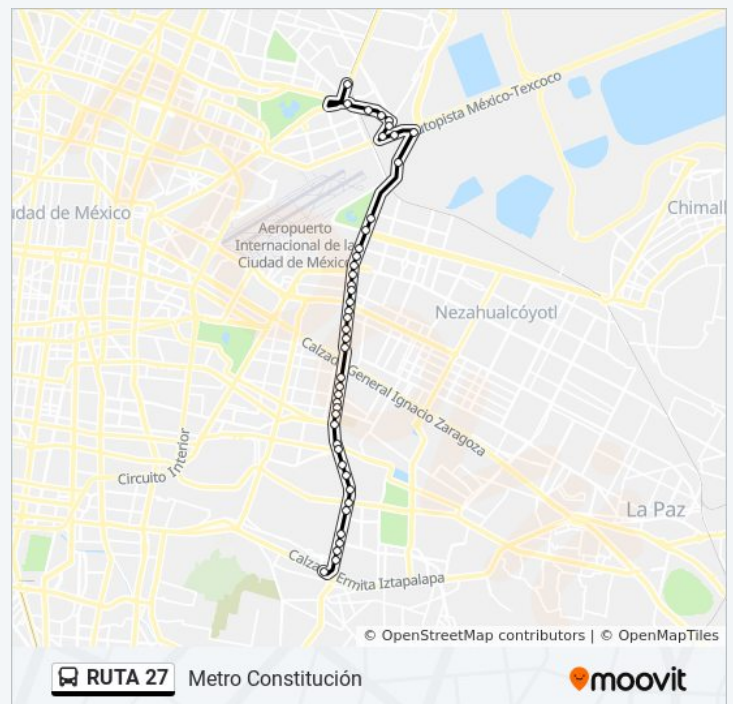 Autopista México-Texcoco
udad de México
Chimall
Aeropuerto
Internacional de la
Ciudad de México
Nezahualcóyotl
Calzada General Ignacio Zaragoza
Circuito Interior
La Paz
Calzada Ermita Iztapalapa
© OpenStreetMap contributors | © OpenMapTiles
RUTA 27 Metro Constitución moovit